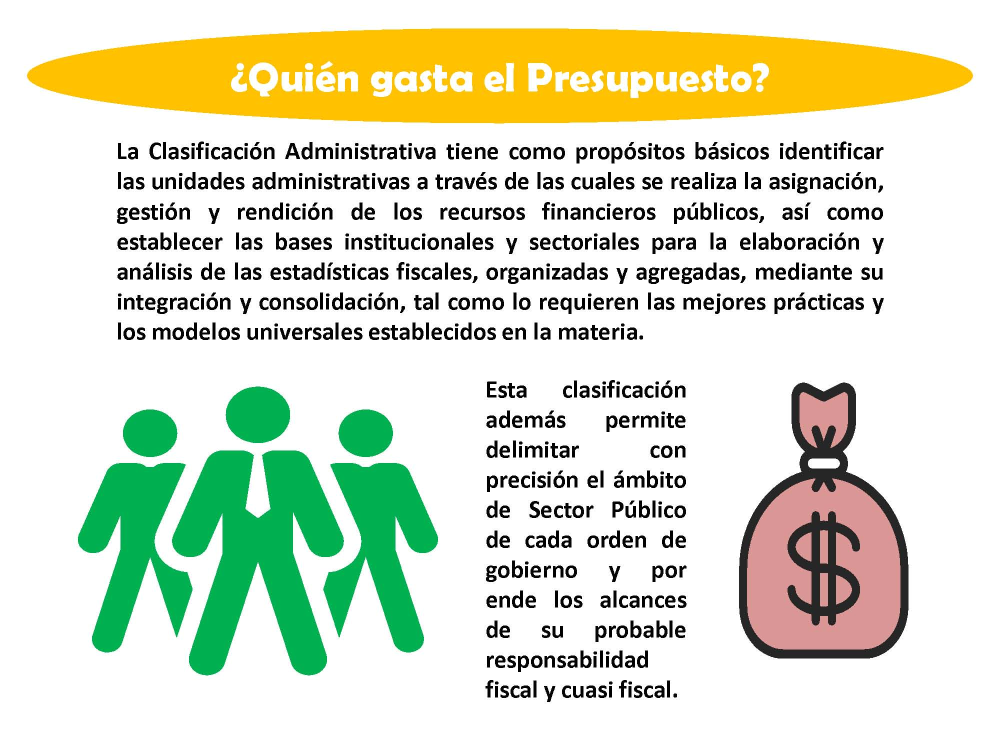 ¿Quién gasta el Presupuesto?
La Clasificación Administrativa tiene como propósitos básicos identificar
las unidades administrativas a través de las cuales se realiza la asignación,
gestión y rendición de los recursos financieros públicos, así como
establecer las bases institucionales y sectoriales para la elaboración y
análisis de las estadísticas fiscales, organizadas y agregadas, mediante su
integración y consolidación, tal como lo requieren las mejores prácticas y
los modelos universales establecidos en la materia.
Esta clasificación
además permite
delimitar con
precisión el ámbito
de Sector Público
de cada orden de
gobierno y por
ende los alcances
de su probable
responsabilidad
fiscal y cuasi fiscal.
$